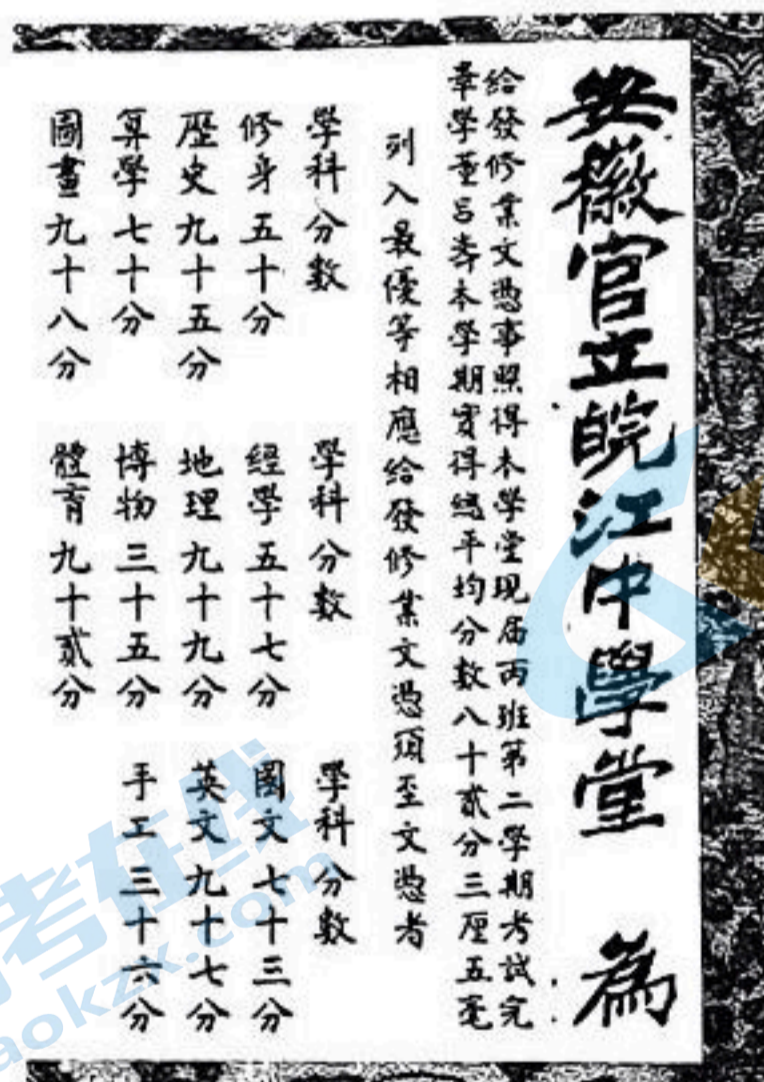 安徽官立皖江中學堂 為
給發修業文憑事照得本學堂現屆丙班第二學期考試完
畢學董呂濤本學期實得總平均分數八十貳分三厘五毫
列入最優等相應給發修業文憑須至文憑者
學科分數 學科分數 學科分數
修身五十分 經學五十七分 國文七十三分
歷史九十五分 地理九十九分 英文九十七分
算學七十分 博物三十五分 手工三十六分
圖畫九十八分 體育九十貳分
考在线
aokzx.com